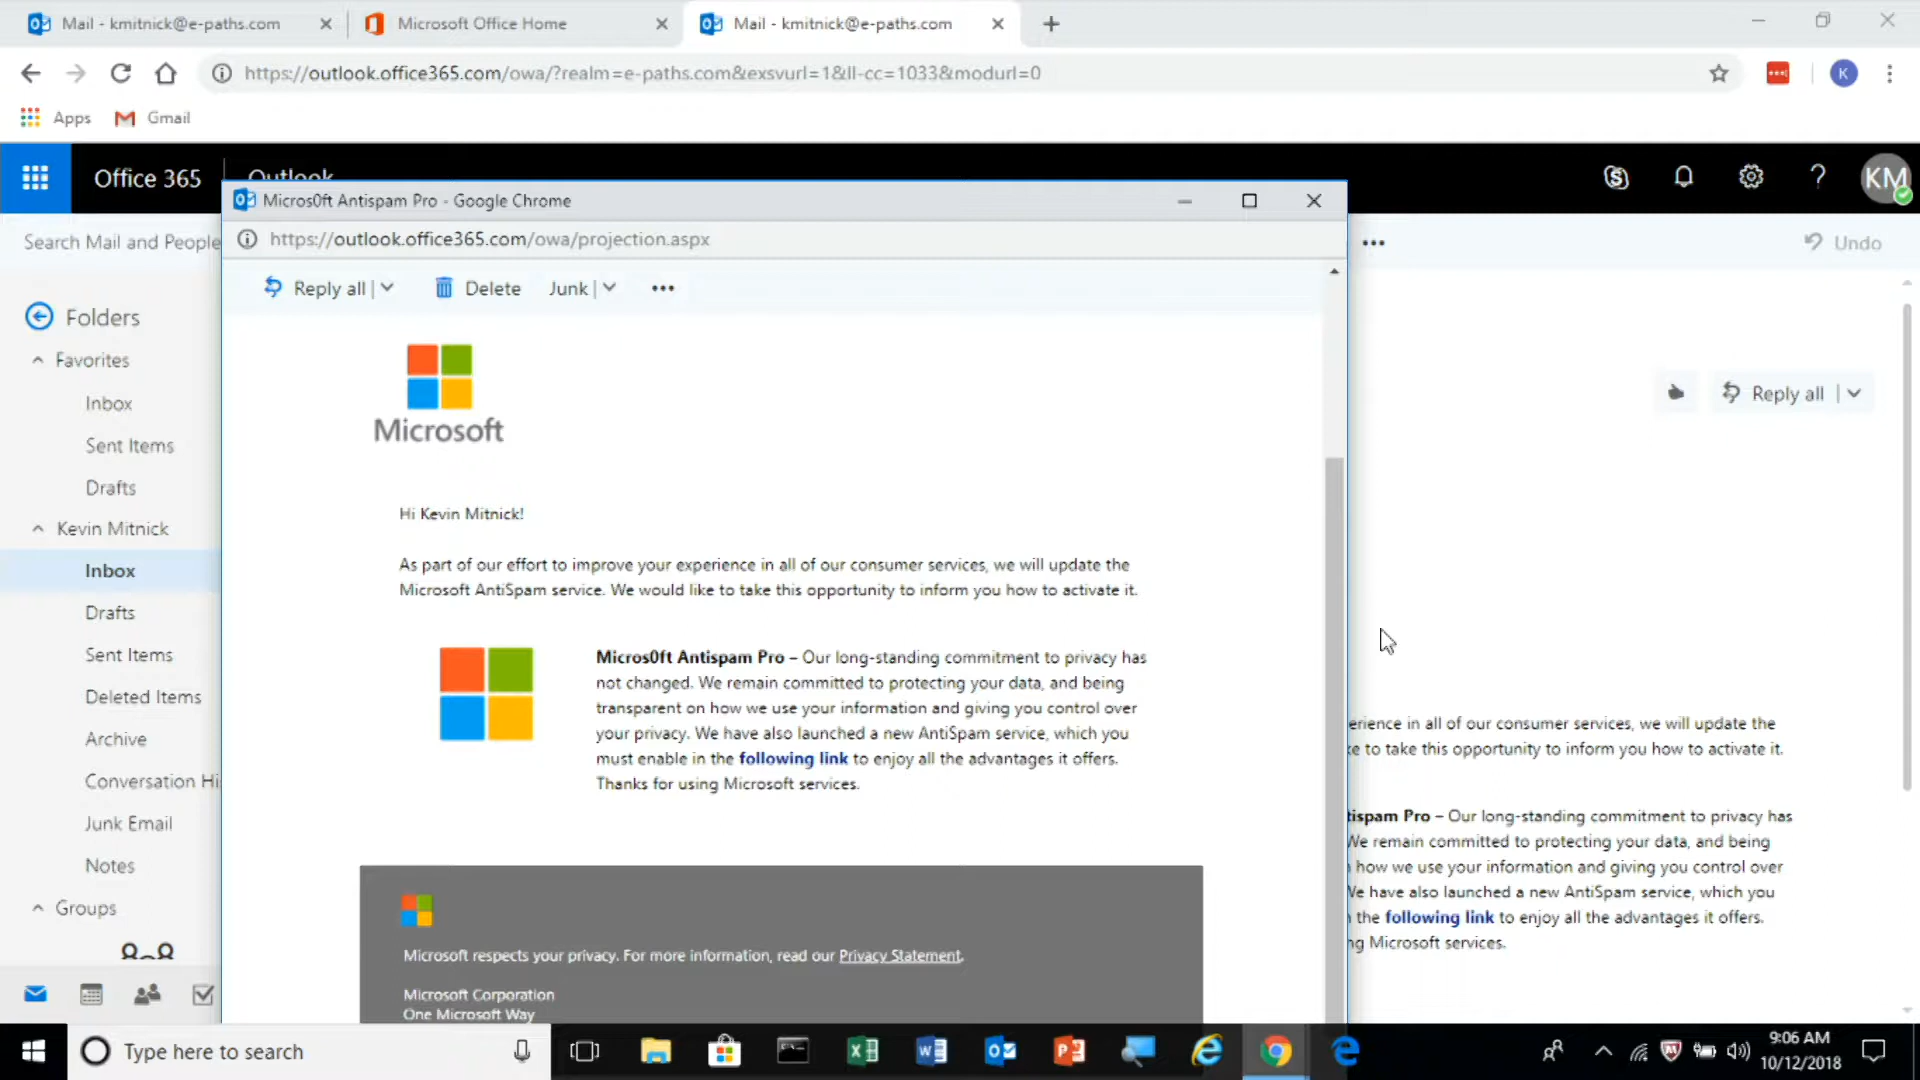 Mail - kmitnick@e-paths.com
Microsoft Office Home
Mail - kmitnick@e-paths.com
https://outlook.office365.com/owa/?realm=e-paths.com&exsvurl=1&ll-cc=1033&modurl=0
K
Apps
Gmail
Office 365
Outlook
KM
Micros0ft Antispam Pro - Google Chrome
https://outlook.office365.com/owa/projection.aspx
Search Mail and People
Undo
Reply all
Delete
Junk
Folders
Favorites
Inbox
Sent Items
Drafts
Kevin Mitnick
Inbox
Drafts
Sent Items
Deleted Items
Archive
Conversation Hi
Junk Email
Notes
Groups
Microsoft
Hi Kevin Mitnick!
As part of our effort to improve your experience in all of our consumer services, we will update the
Microsoft AntiSpam service. We would like to take this opportunity to inform you how to activate it.
Micros0ft Antispam Pro – Our long-standing commitment to privacy has
not changed. We remain committed to protecting your data, and being
transparent on how we use your information and giving you control over
your privacy. We have also launched a new AntiSpam service, which you
must enable in the following link to enjoy all the advantages it offers.
Thanks for using Microsoft services.
Microsoft respects your privacy. For more information, read our Privacy Statement.
Microsoft Corporation
One Microsoft Way
Reply all
erience in all of our consumer services, we will update the
ke to take this opportunity to inform you how to activate it.
tispam Pro – Our long-standing commitment to privacy has
We remain committed to protecting your data, and being
how we use your information and giving you control over
We have also launched a new AntiSpam service, which you
the following link to enjoy all the advantages it offers.
ng Microsoft services.
Type here to search
9:06 AM
10/12/2018